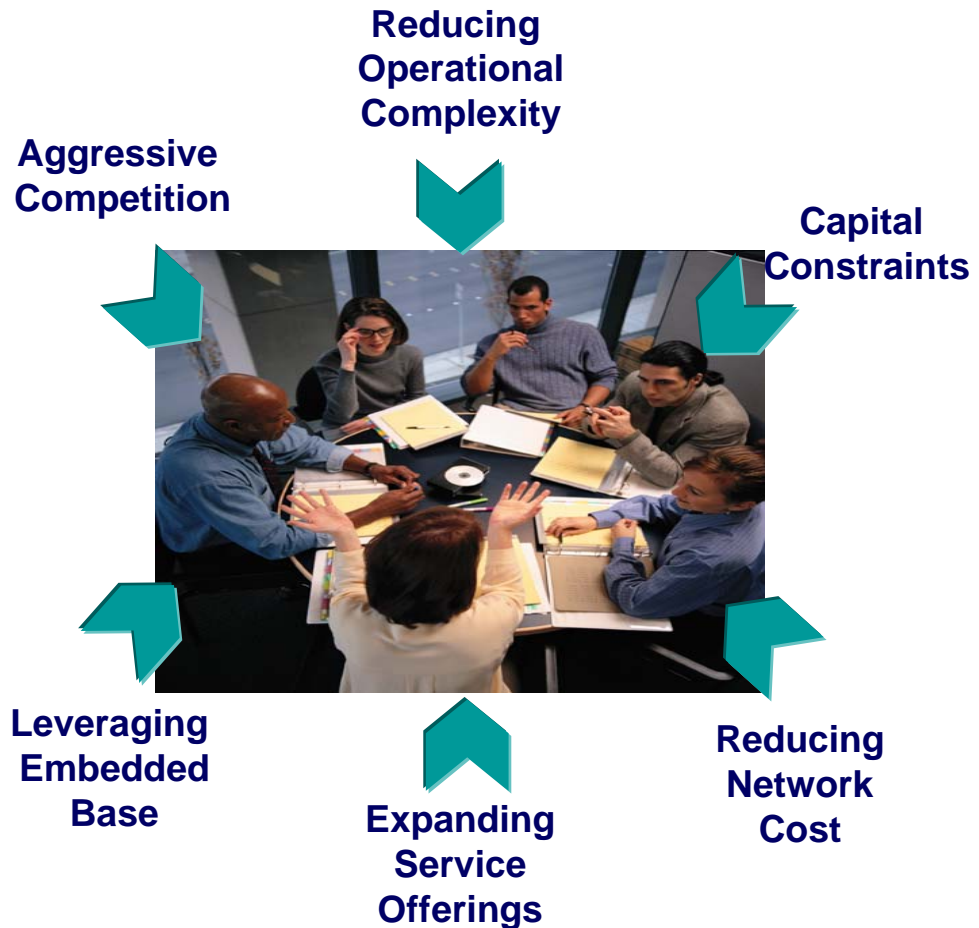 Reducing
Operational
Complexity
Aggressive
Competition
Capital
Constraints
Leveraging
Embedded
Base
Expanding
Service
Offerings
Reducing
Network
Cost